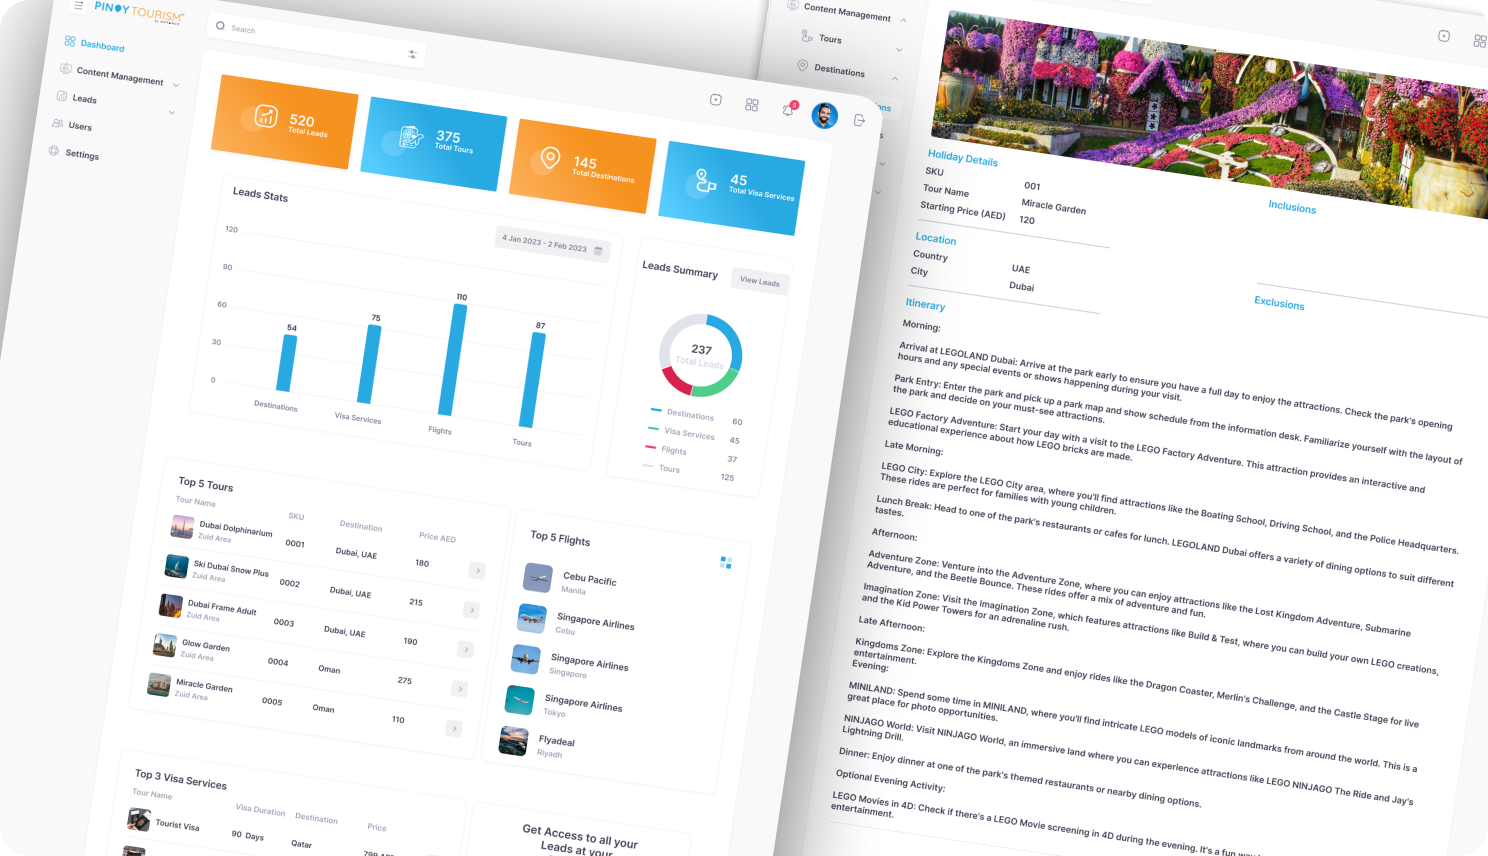 PINOY TOURISM
Search
Dashboard
Content Management
Leads
Users
Settings
5
520
Total Leads
375
Total Tours
145
Total Destinations
45
Total Visa Services
Leads Stats
4 Jan 2023 - 2 Feb 2023
120
90
60
30
0
54
75
110
87
Destinations
Visa Services
Flights
Tours
Leads Summary
View Leads
237
Total Leads
Destinations 60
Visa Services 45
Flights 37
Tours 125
Top 5 Tours
Tour Name SKU Destination Price AED
Dubai Dolphinarium
Zuid Area
0001 Dubai, UAE 180
Ski Dubai Snow Plus
Zuid Area
0002 Dubai, UAE 215
Dubai Frame Adult
Zuid Area
0003 Dubai, UAE 190
Glow Garden
Zuid Area
0004 Oman 275
Miracle Garden
Zuid Area
0005 Oman 110
Top 5 Flights
Cebu Pacific
Manila
Singapore Airlines
Cebu
Singapore Airlines
Singapore
Singapore Airlines
Tokyo
Flyadeal
Riyadh
Top 3 Visa Services
Tour Name Visa Duration Destination Price
Tourist Visa 90 Days Qatar
Get Access to all your
Leads at your
Content Management
Tours
Destinations
Holiday Details
SKU 001
Tour Name Miracle Garden
Starting Price (AED) 120
Inclusions
Location
Country UAE
City Dubai
Exclusions
Itinerary
Morning:
Arrival at LEGOLAND Dubai: Arrive at the park early to ensure you have a full day to enjoy the attractions. Check the park's opening
hours and any special events or shows happening during your visit.
Park Entry: Enter the park and pick up a park map and show schedule from the information desk. Familiarize yourself with the layout of
the park and decide on your must-see attractions.
LEGO Factory Adventure: Start your day with a visit to the LEGO Factory Adventure. This attraction provides an interactive and
educational experience about how LEGO bricks are made.
Late Morning:
LEGO City: Explore the LEGO City area, where you'll find attractions like the Boating School, Driving School, and the Police Headquarters.
These rides are perfect for families with young children.
Lunch Break: Head to one of the park's restaurants or cafes for lunch. LEGOLAND Dubai offers a variety of dining options to suit different
tastes.
Afternoon:
Adventure Zone: Venture into the Adventure Zone, where you can enjoy attractions like the Lost Kingdom Adventure, Submarine
Adventure, and the Beetle Bounce. These rides offer a mix of adventure and fun.
Imagination Zone: Visit the Imagination Zone, which features attractions like Build & Test, where you can build your own LEGO creations,
and the Kid Power Towers for an adrenaline rush.
Late Afternoon:
Kingdoms Zone: Explore the Kingdoms Zone and enjoy rides like the Dragon Coaster, Merlin's Challenge, and the Castle Stage for live
entertainment.
Evening:
MINILAND: Spend some time in MINILAND, where you'll find intricate LEGO models of iconic landmarks from around the world. This is a
great place for photo opportunities.
NINJAGO World: Visit NINJAGO World, an immersive land where you can experience attractions like LEGO NINJAGO The Ride and Jay's
Lightning Drill.
Dinner: Enjoy dinner at one of the park's themed restaurants or nearby dining options.
Optional Evening Activity:
LEGO Movies in 4D: Check if there's a LEGO Movie screening in 4D during the evening. It's a fun way
entertainment.